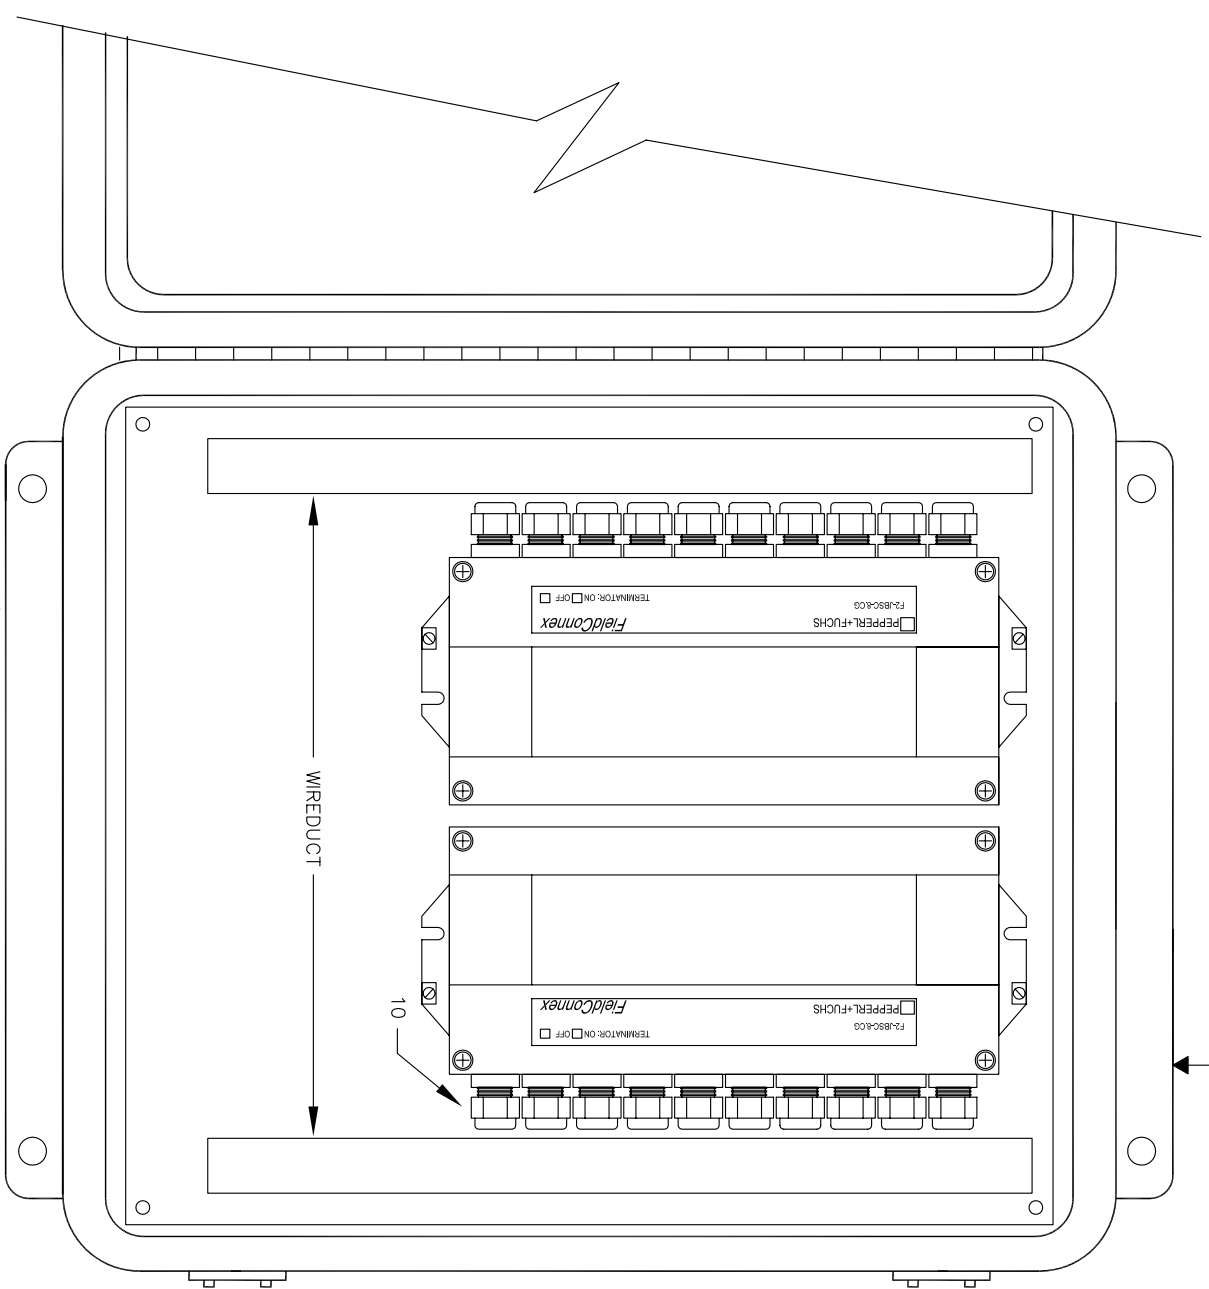 TERMINATOR: ON OFF
F2-JBSC-8.CG
FieldConnex
PEPPERL+FUCHS
WIREDUCT
10
FieldConnex
PEPPERL+FUCHS
TERMINATOR: ON OFF
F2-JBSC-8.CG